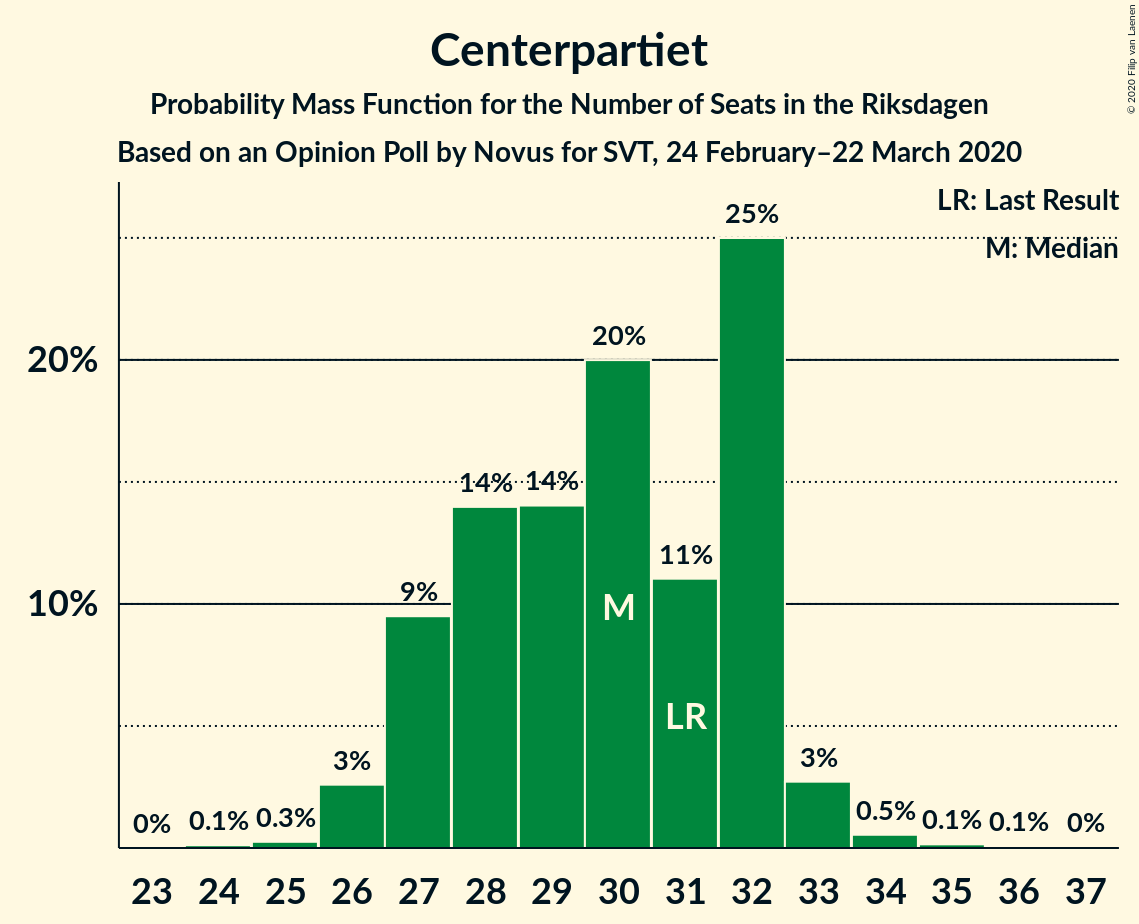 Centerpartiet
Probability Mass Function for the Number of Seats in the Riksdagen
Based on an Opinion Poll by Novus for SVT, 24 February–22 March 2020
© 2020 Filip van Laenen
LR: Last Result
M: Median
20%
10%
0%
0.1%
0.3%
3%
9%
14%
14%
20%
11%
25%
3%
0.5%
0.1%
0.1%
0%
M
LR
23 24 25 26 27 28 29 30 31 32 33 34 35 36 37